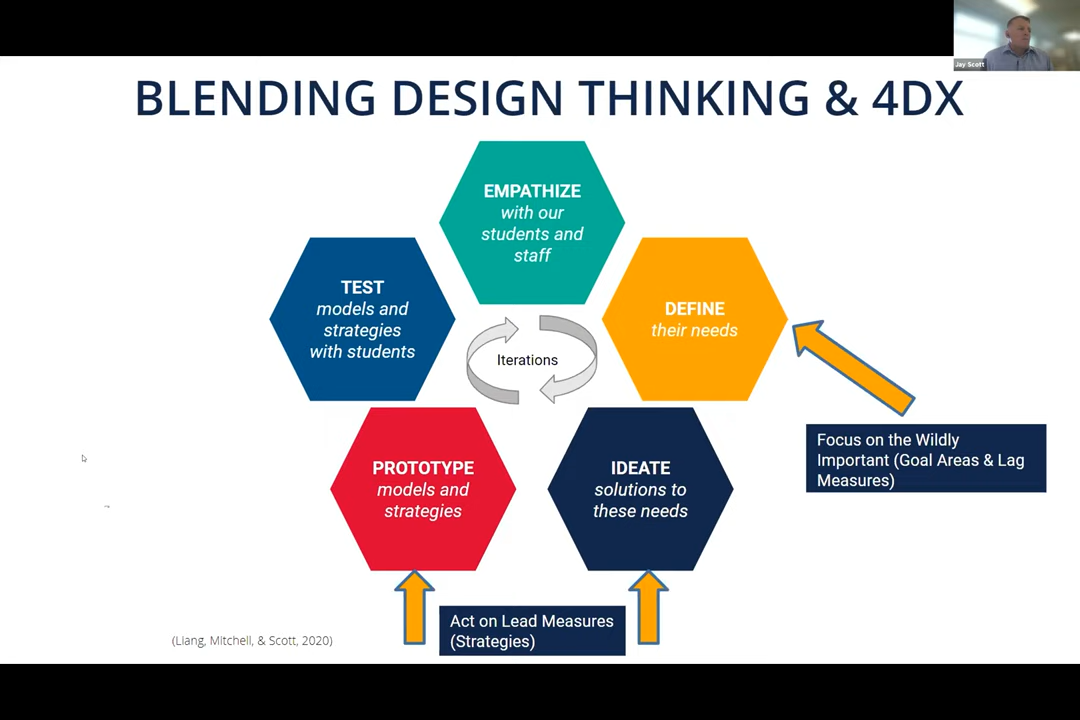 Jay Scott
BLENDING DESIGN THINKING & 4DX
EMPATHIZE
with our
students and
staff
TEST
models and
strategies
with students
DEFINE
their needs
Iterations
Focus on the Wildly
Important (Goal Areas & Lag
Measures)
PROTOTYPE
models and
strategies
IDEATE
solutions to
these needs
Act on Lead Measures
(Strategies)
(Liang, Mitchell, & Scott, 2020)